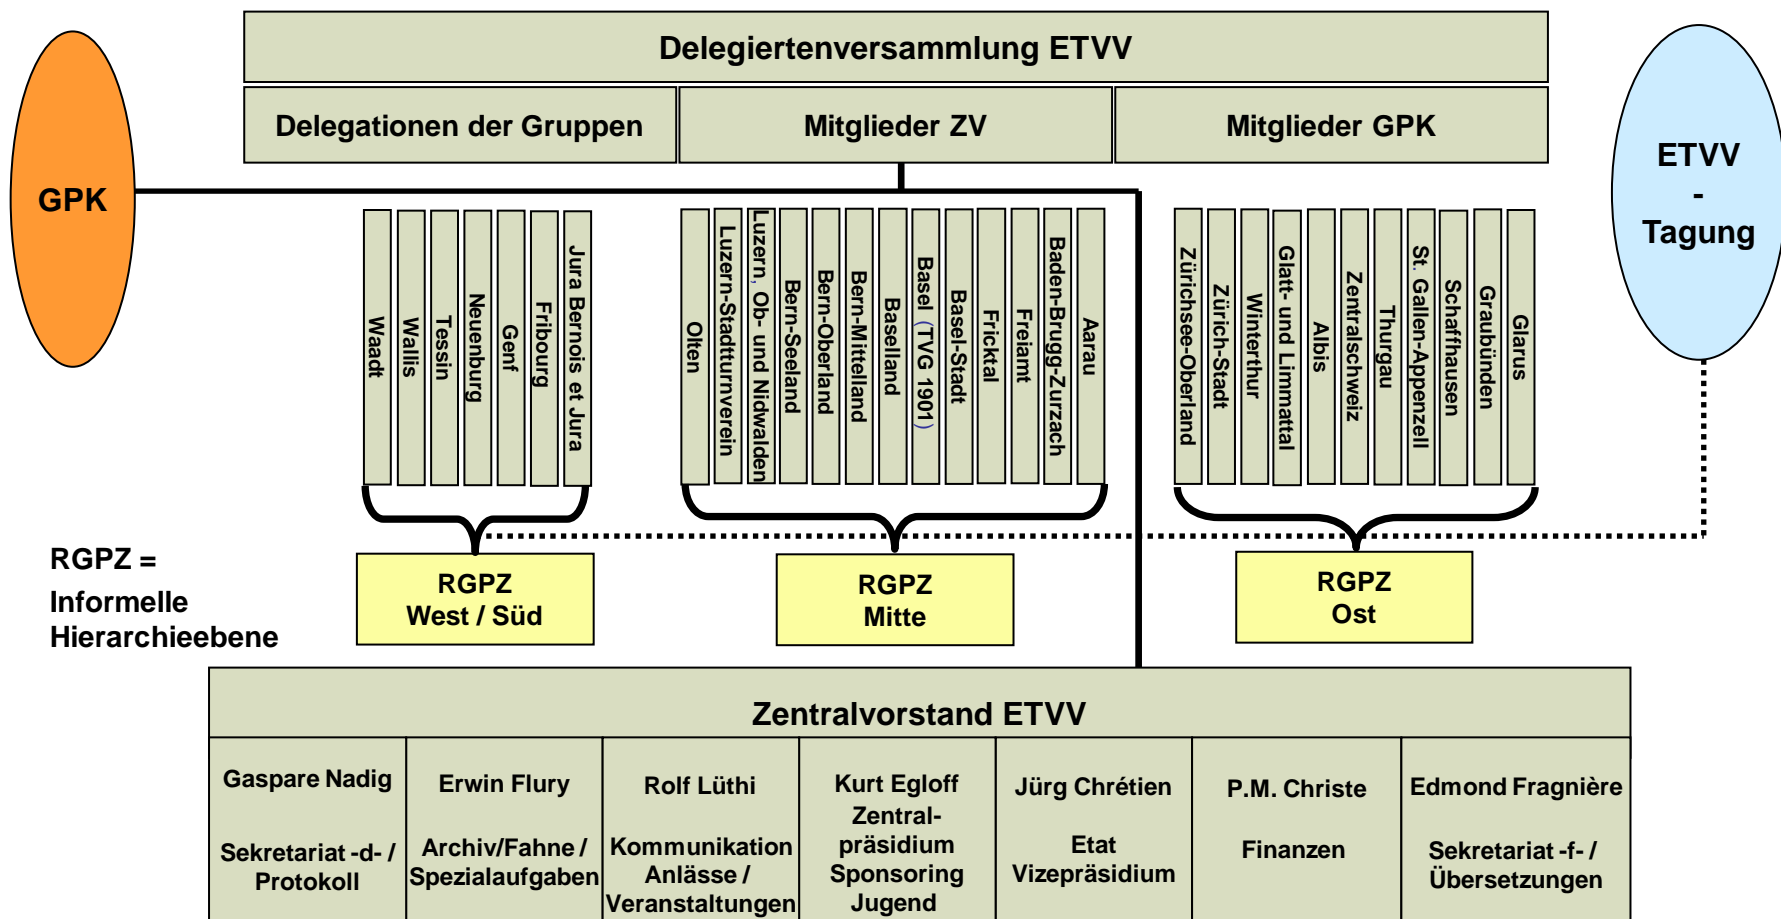 Delegiertenversammlung ETVV
Delegationen der Gruppen
Mitglieder ZV
Mitglieder GPK
GPK
ETVV
-
Tagung
Waadt
Wallis
Tessin
Neuenburg
Genf
Fribourg
Jura Bernois et Jura
Olten
Luzern-Stadtturnverein
Luzern, Ob- und Nidwalden
Bern-Seeland
Bern-Oberland
Bern-Mittelland
Baselland
Basel (TVG 1901)
Basel-Stadt
Fricktal
Freiamt
Baden-Brugg-Zurzach
Aarau
Zürichsee-Oberland
Zürich-Stadt
Winterthur
Glatt- und Limmattal
Albis
Zentralschweiz
Thurgau
St. Gallen-Appenzell
Schaffhausen
Graubünden
Glarus
RGPZ =
Informelle
Hierarchieebene
RGPZ
West / Süd
RGPZ
Mitte
RGPZ
Ost
Zentralvorstand ETVV
Gaspare Nadig
Sekretariat -d- /
Protokoll
Erwin Flury
Archiv/Fahne /
Spezialaufgaben
Rolf Lüthi
Kommunikation
Anlässe /
Veranstaltungen
Kurt Egloff
Zentral-
präsidium
Sponsoring
Jugend
Jürg Chrétien
Etat
Vizepräsidium
P.M. Christe
Finanzen
Edmond Fragnière
Sekretariat -f- /
Übersetzungen